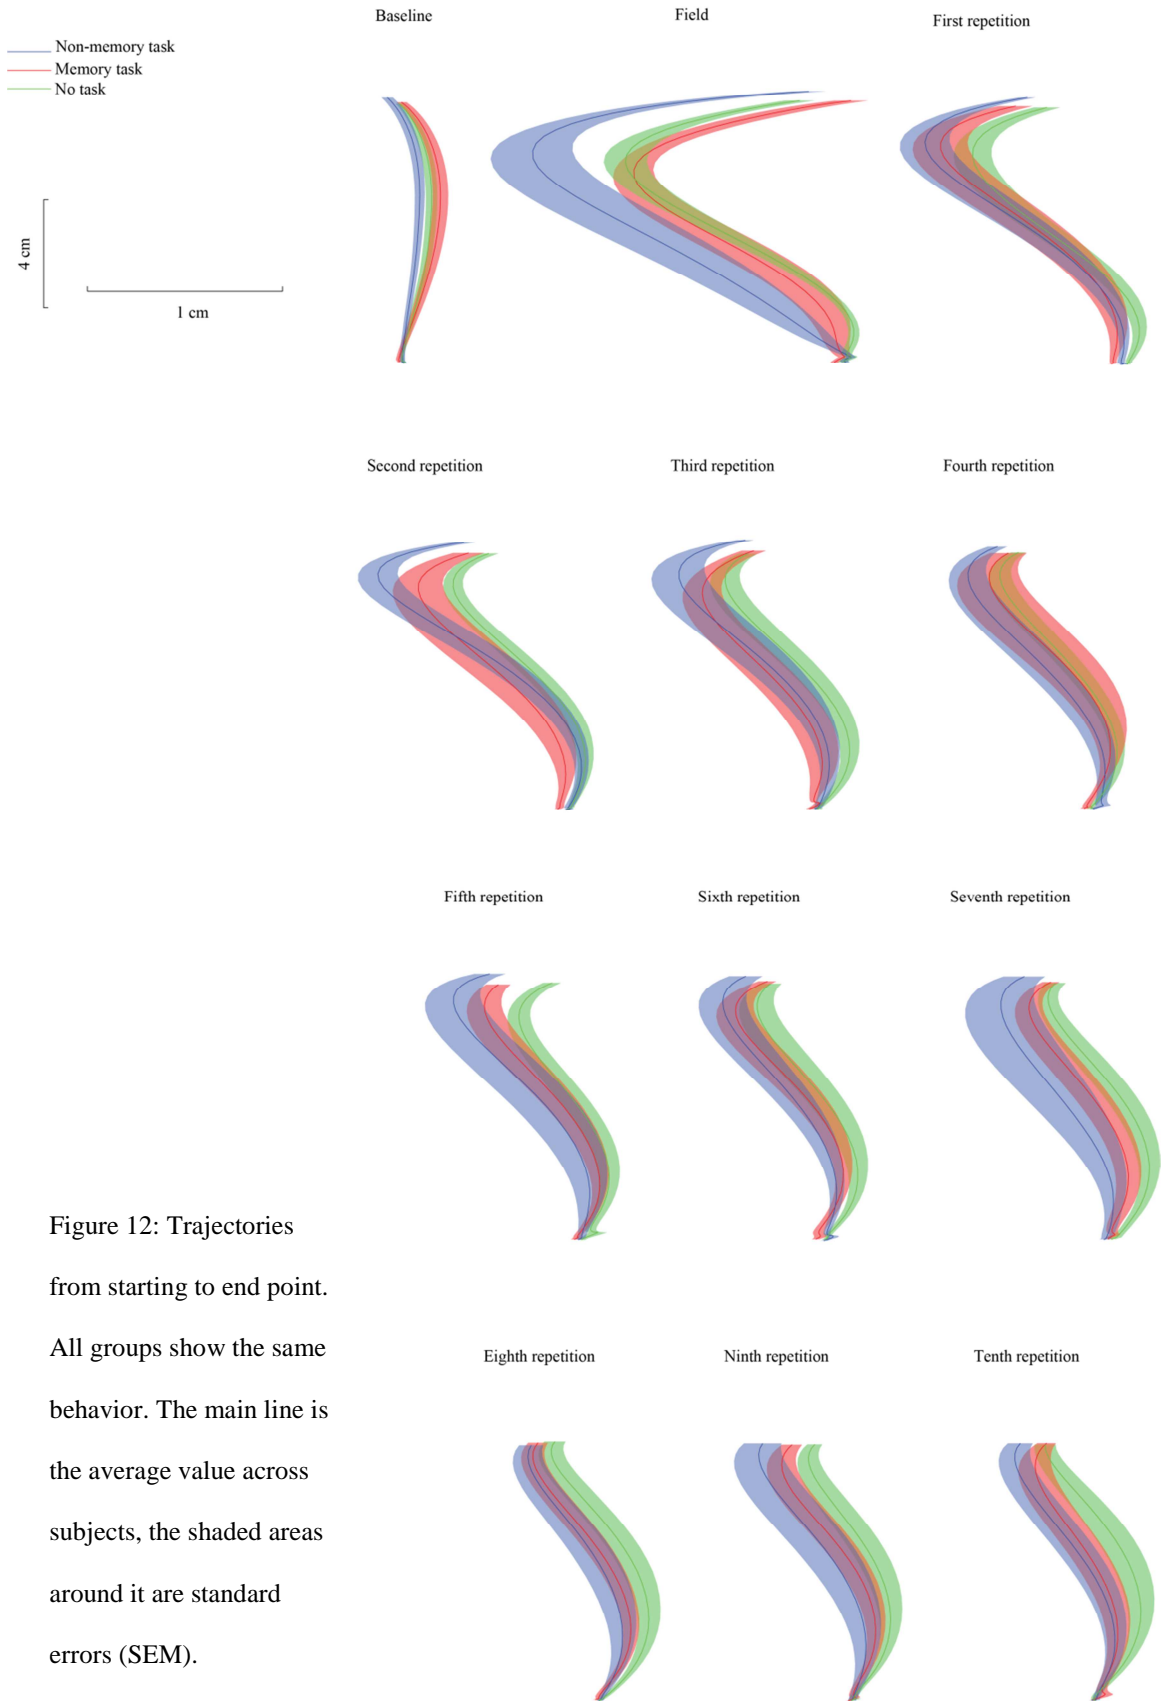 Baseline
Field
First repetition
Non-memory task
Memory task
No task
4 cm
1 cm
Second repetition
Third repetition
Fourth repetition
Fifth repetition
Sixth repetition
Seventh repetition
Figure 12: Trajectories
from starting to end point.
All groups show the same
behavior. The main line is
the average value across
subjects, the shaded areas
around it are standard
errors (SEM).
Eighth repetition
Ninth repetition
Tenth repetition